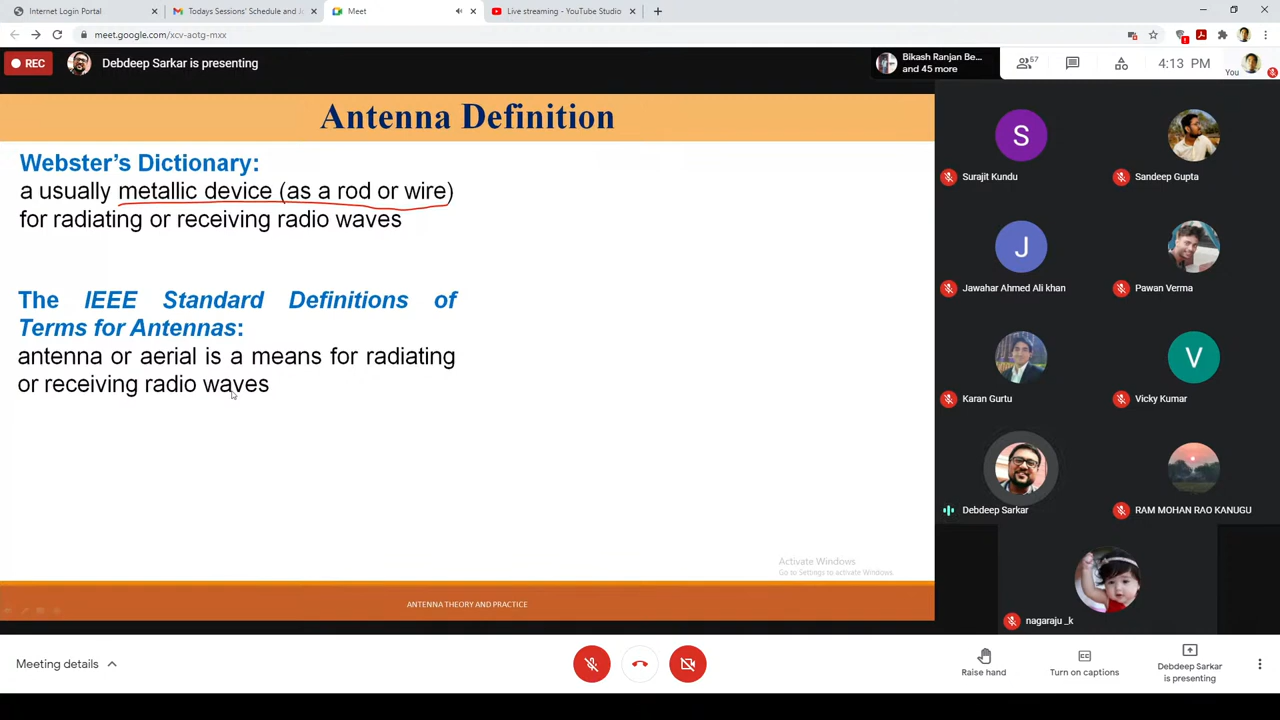 Internet Login Portal
Todays Sessions' Schedule and Jo
Meet
Live streaming - YouTube Studio
meet.google.com/xcv-aotg-mxx
REC
Debdeep Sarkar is presenting
Bikash Ranjan Be...
and 45 more
57
4:13 PM
You
Antenna Definition
Webster's Dictionary:
a usually metallic device (as a rod or wire)
for radiating or receiving radio waves
The IEEE Standard Definitions of
Terms for Antennas:
antenna or aerial is a means for radiating
or receiving radio waves
S
Surajit Kundu
Sandeep Gupta
J
Jawahar Ahmed Ali khan
Pawan Verma
Karan Gurtu
V
Vicky Kumar
Debdeep Sarkar
RAM MOHAN RAO KANUGU
nagaraju _k
Activate Windows
Go to Settings to activate Windows.
ANTENNA THEORY AND PRACTICE
Meeting details
Raise hand
CC
Turn on captions
Debdeep Sarkar
is presenting